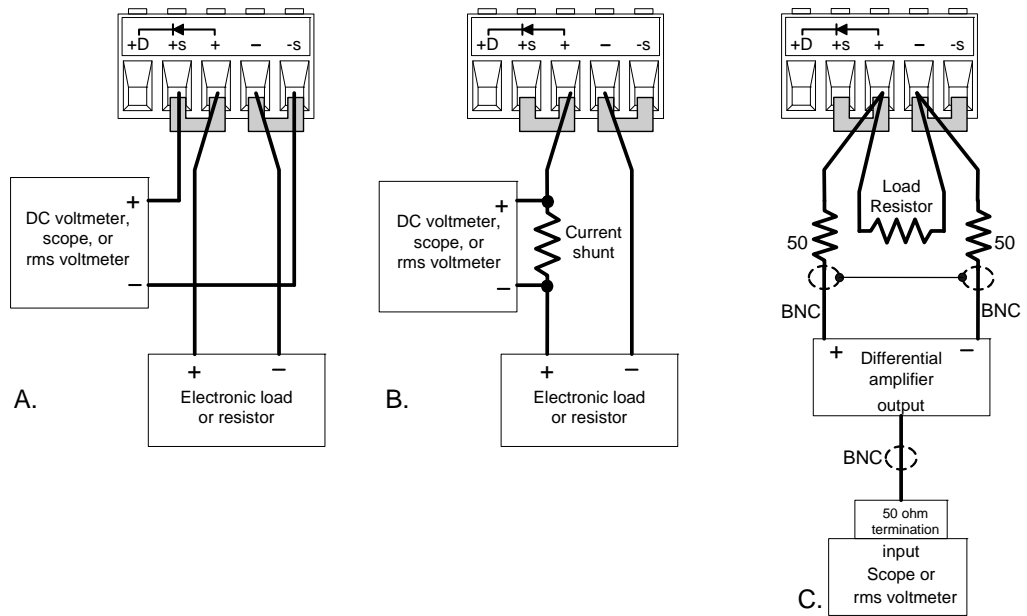 +D +s + − -s
DC voltmeter,
scope, or
rms voltmeter
+
−
+ −
Electronic load
or resistor
A.
+D +s + − -s
DC voltmeter,
scope, or
rms voltmeter
+
−
Current
shunt
+ −
Electronic load
or resistor
B.
+D +s + − -s
Load
Resistor
50
50
BNC
BNC
+ −
Differential
amplifier
output
BNC
50 ohm
termination
input
Scope or
rms voltmeter
C.